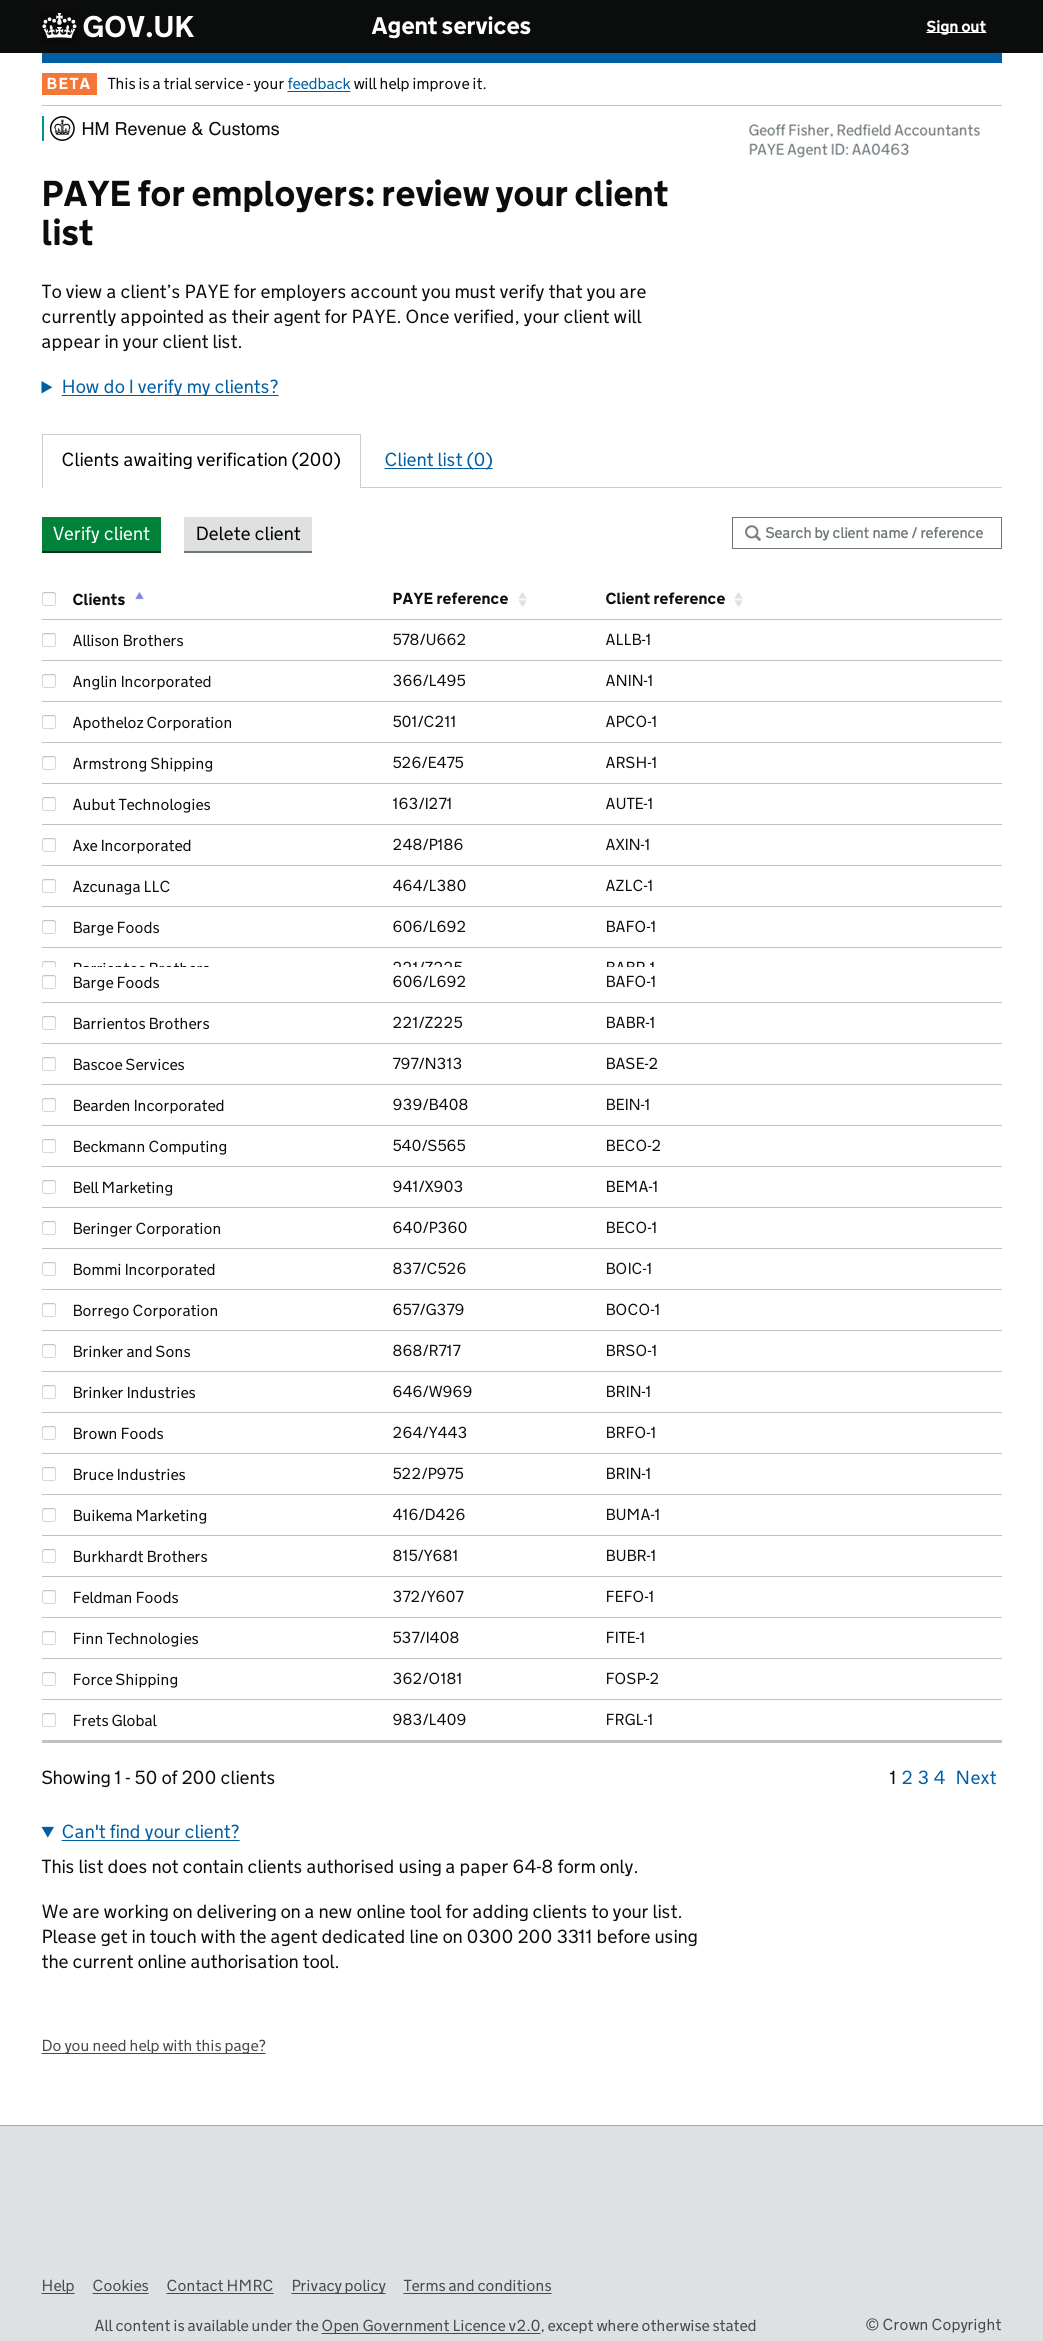 GOV.UK Agent services Sign out
BETA This is a trial service - your feedback will help improve it.
HM Revenue & Customs
Geoff Fisher, Redfield Accountants
PAYE Agent ID: AA0463
PAYE for employers: review your client
list
To view a client’s PAYE for employers account you must verify that you are
currently appointed as their agent for PAYE. Once verified, your client will
appear in your client list.
How do I verify my clients?
Clients awaiting verification (200) Client list (0)
Verify client Delete client Search by client name / reference
Clients PAYE reference Client reference
Allison Brothers 578/U662 ALLB-1
Anglin Incorporated 366/L495 ANIN-1
Apotheloz Corporation 501/C211 APCO-1
Armstrong Shipping 526/E475 ARSH-1
Aubut Technologies 163/I271 AUTE-1
Axe Incorporated 248/P186 AXIN-1
Azcunaga LLC 464/L380 AZLC-1
Barge Foods 606/L692 BAFO-1
Barrientos Brothers 221/Z225 BABR-1
Barge Foods 606/L692 BAFO-1
Barrientos Brothers 221/Z225 BABR-1
Bascoe Services 797/N313 BASE-2
Bearden Incorporated 939/B408 BEIN-1
Beckmann Computing 540/S565 BECO-2
Bell Marketing 941/X903 BEMA-1
Beringer Corporation 640/P360 BECO-1
Bommi Incorporated 837/C526 BOIC-1
Borrego Corporation 657/G379 BOCO-1
Brinker and Sons 868/R717 BRSO-1
Brinker Industries 646/W969 BRIN-1
Brown Foods 264/Y443 BRFO-1
Bruce Industries 522/P975 BRIN-1
Buikema Marketing 416/D426 BUMA-1
Burkhardt Brothers 815/Y681 BUBR-1
Feldman Foods 372/Y607 FEFO-1
Finn Technologies 537/I408 FITE-1
Force Shipping 362/O181 FOSP-2
Frets Global 983/L409 FRGL-1
Showing 1 - 50 of 200 clients 1 2 3 4 Next
Can't find your client?
This list does not contain clients authorised using a paper 64-8 form only.
We are working on delivering on a new online tool for adding clients to your list.
Please get in touch with the agent dedicated line on 0300 200 3311 before using
the current online authorisation tool.
Do you need help with this page?
Help Cookies Contact HMRC Privacy policy Terms and conditions
All content is available under the Open Government Licence v2.0, except where otherwise stated © Crown Copyright